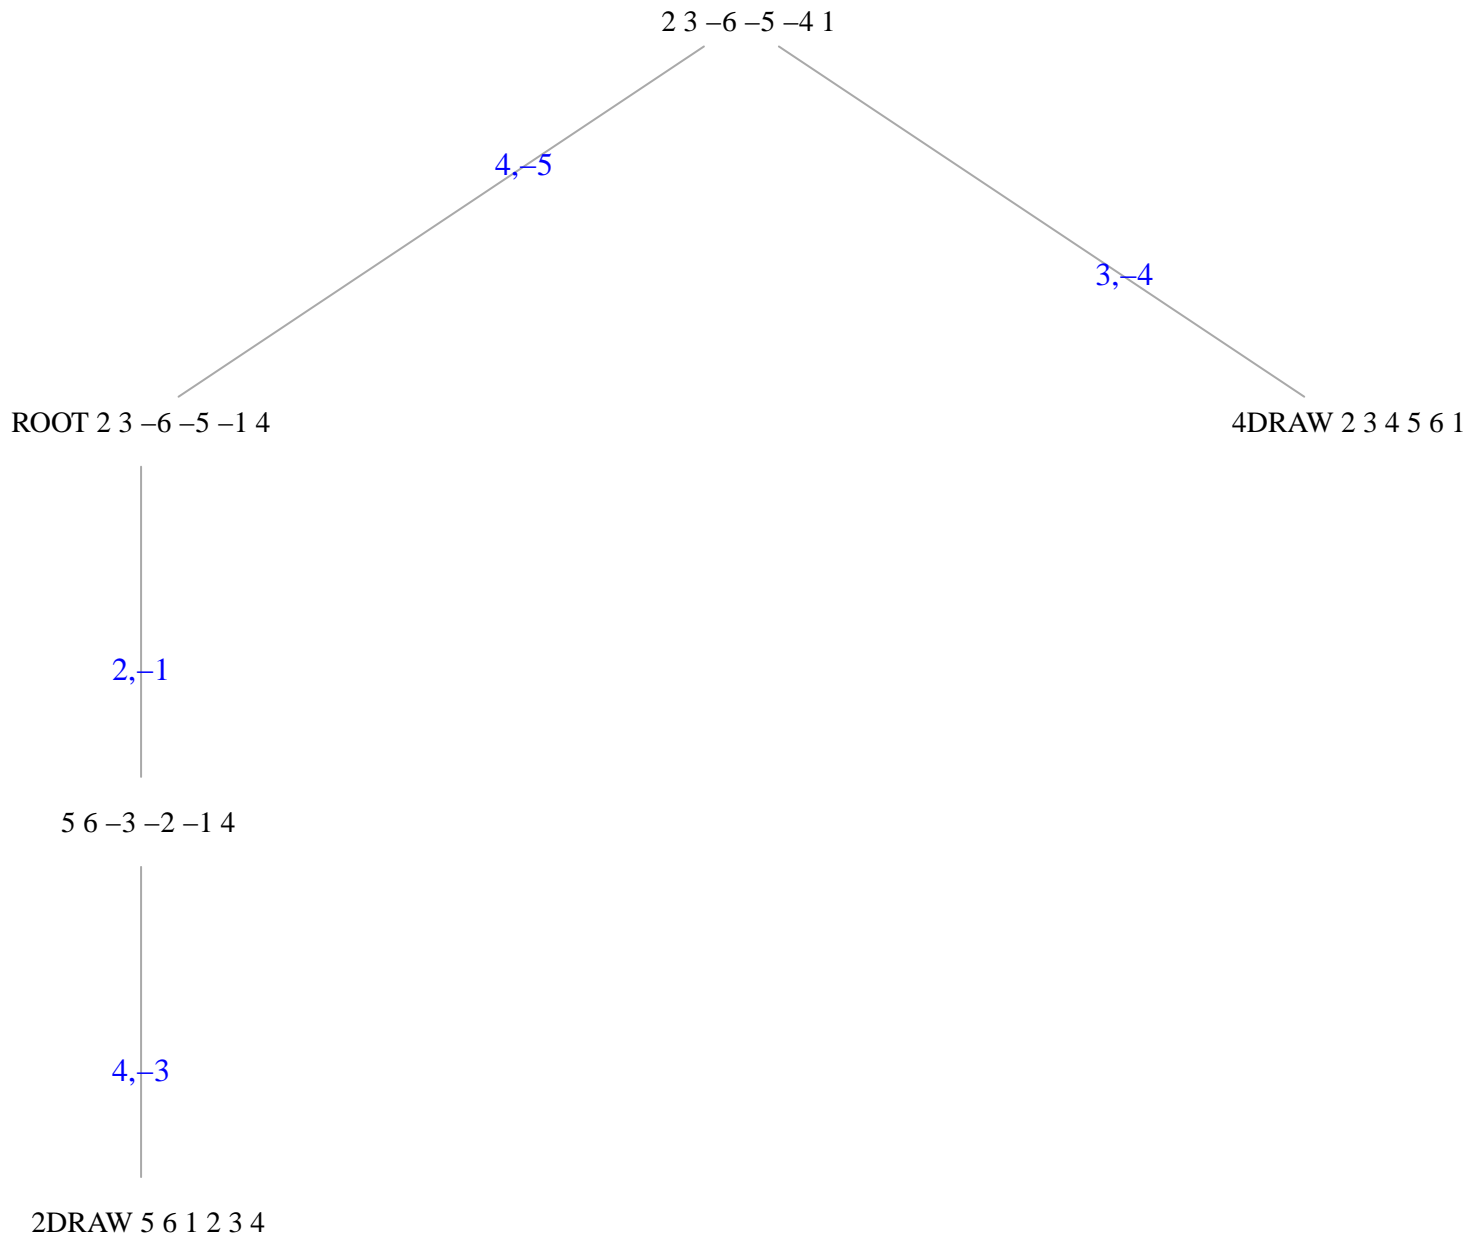 2 3 –6 –5 –4 1
4,–5
3,–4
ROOT 2 3 –6 –5 –1 4
4DRAW 2 3 4 5 6 1
2,–1
5 6 –3 –2 –1 4
4,–3
2DRAW 5 6 1 2 3 4